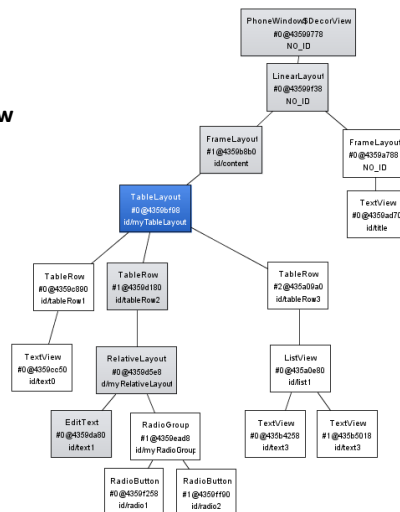 PhoneWindow$DecorView
#0@43599778
NO_ID
LinearLayout
#0@43599f38
NO_ID
w
FrameLayout
#1@4359b8b0
id/content
FrameLayout
#0@4359a788
NO_ID
TableLayout
#0@4359bf98
id/myTableLayout
TextView
#0@4359ad70
id/title
TableRow
#0@4359c890
id/tableRow1
TableRow
#1@4359d180
id/tableRow2
TableRow
#2@435a09a0
id/tableRow3
TextView
#0@4359cc50
id/text0
RelativeLayout
#0@4359d5e8
d/myRelativeLayout
ListView
#0@435a0e80
id/list1
EditText
#0@4359da80
id/text1
RadioGroup
#1@4359ead8
id/myRadioGroup
TextView
#0@435b4258
id/text3
TextView
#1@435b5018
id/text3
RadioButton
#0@4359f258
id/radio1
RadioButton
#1@4359ff90
id/radio2